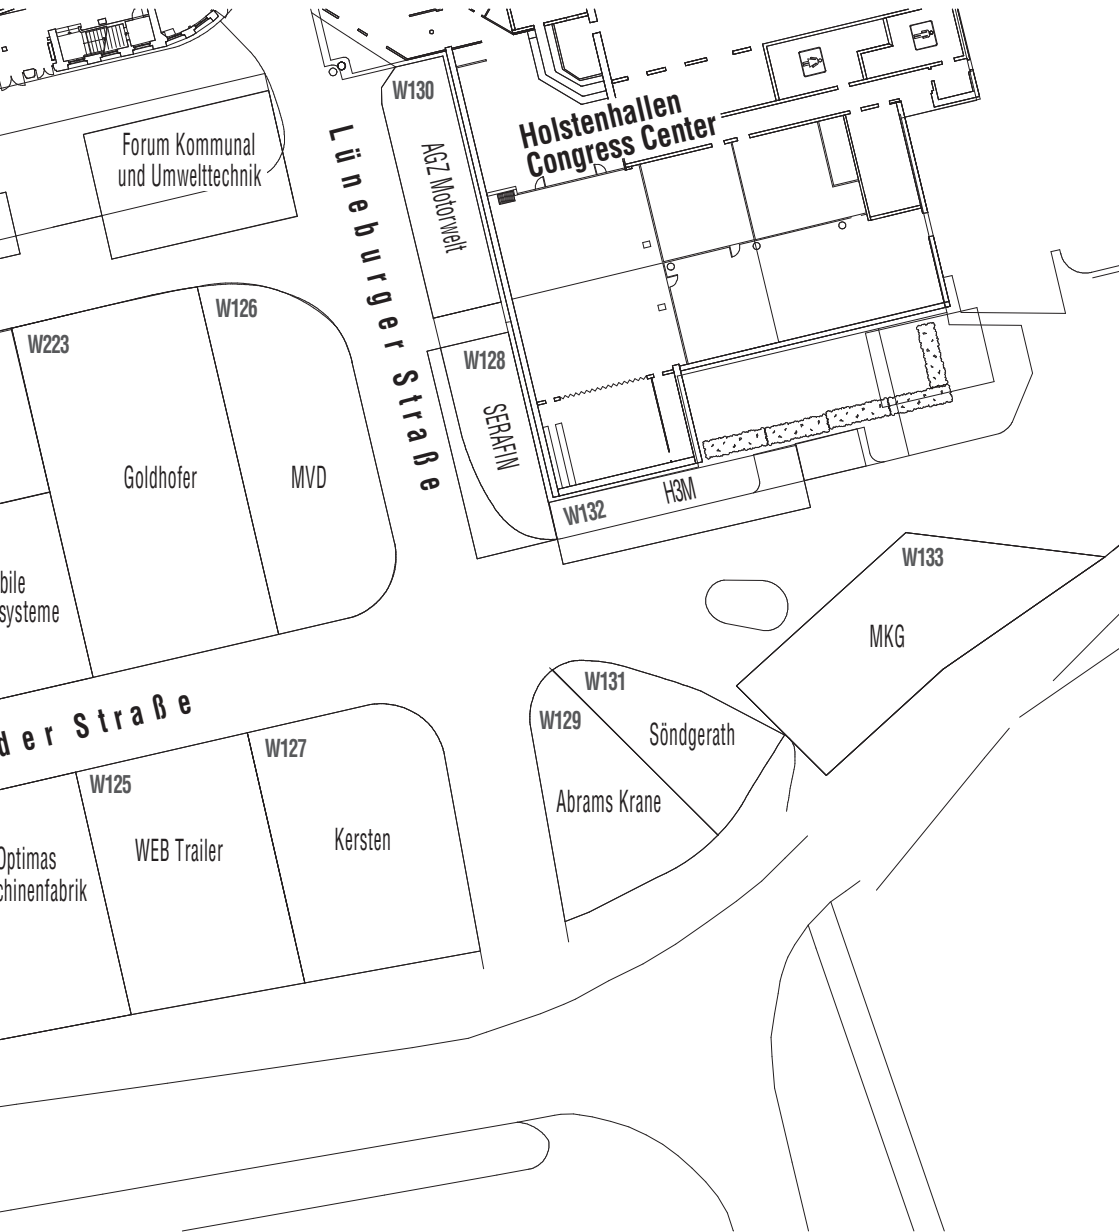 W130
Holstenhallen
Congress Center
Forum Kommunal
und Umwelttechnik
AGZ Motorwelt
Lüneburger Straße
W126
W223
W128
SERAFIN
Goldhofer
MVD
H3M
W132
W133
bile
systeme
MKG
W131
W129
Söndgerath
der Straße
W127
W125
Abrams Krane
Kersten
WEB Trailer
Optimas
chinenfabrik